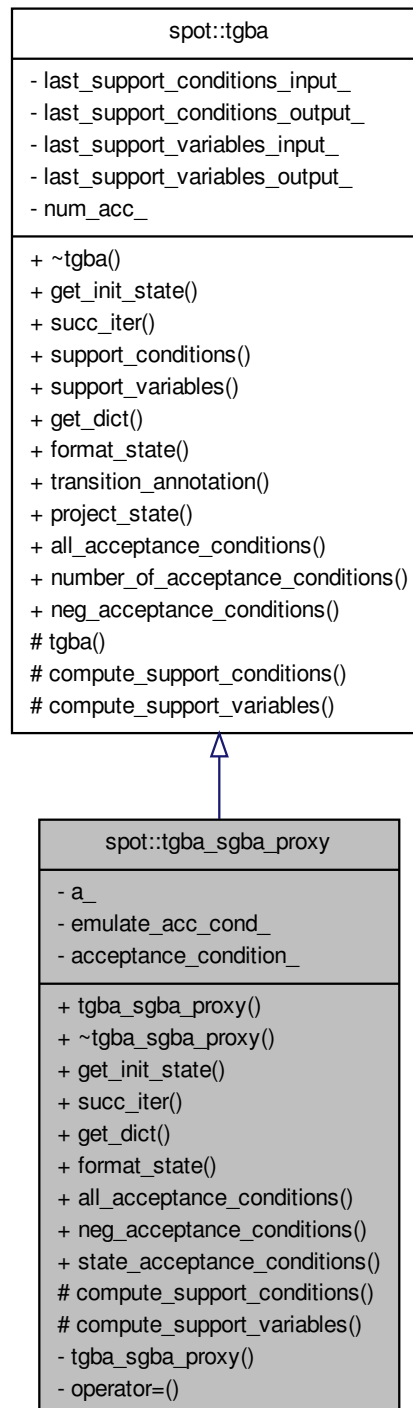 spot::tgba
- last_support_conditions_input_
- last_support_conditions_output_
- last_support_variables_input_
- last_support_variables_output_
- num_acc_
+ ~tgba()
+ get_init_state()
+ succ_iter()
+ support_conditions()
+ support_variables()
+ get_dict()
+ format_state()
+ transition_annotation()
+ project_state()
+ all_acceptance_conditions()
+ number_of_acceptance_conditions()
+ neg_acceptance_conditions()
# tgba()
# compute_support_conditions()
# compute_support_variables()
spot::tgba_sgba_proxy
- a_
- emulate_acc_cond_
- acceptance_condition_
+ tgba_sgba_proxy()
+ ~tgba_sgba_proxy()
+ get_init_state()
+ succ_iter()
+ get_dict()
+ format_state()
+ all_acceptance_conditions()
+ neg_acceptance_conditions()
+ state_acceptance_conditions()
# compute_support_conditions()
# compute_support_variables()
- tgba_sgba_proxy()
- operator=()